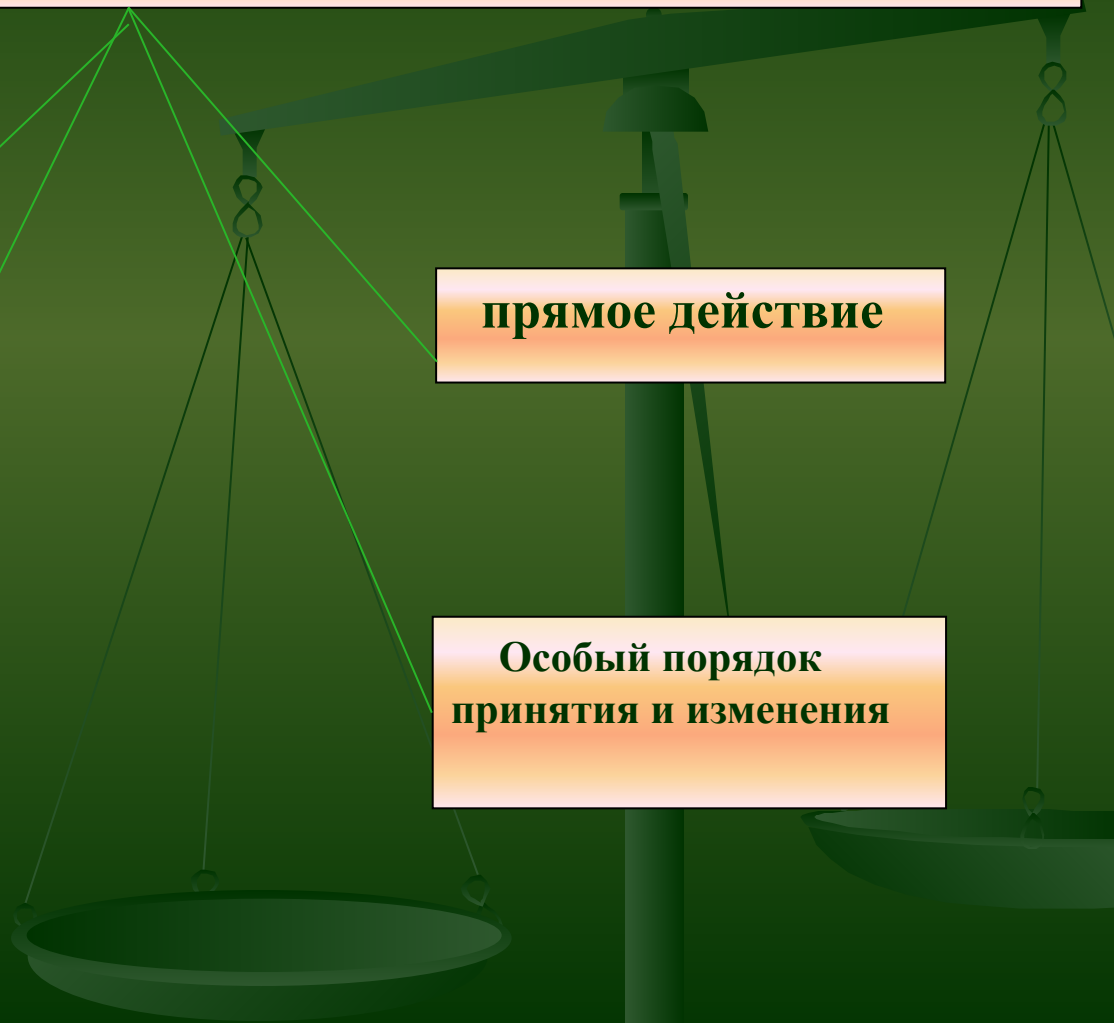 прямое действие
Особый порядок
принятия и изменения